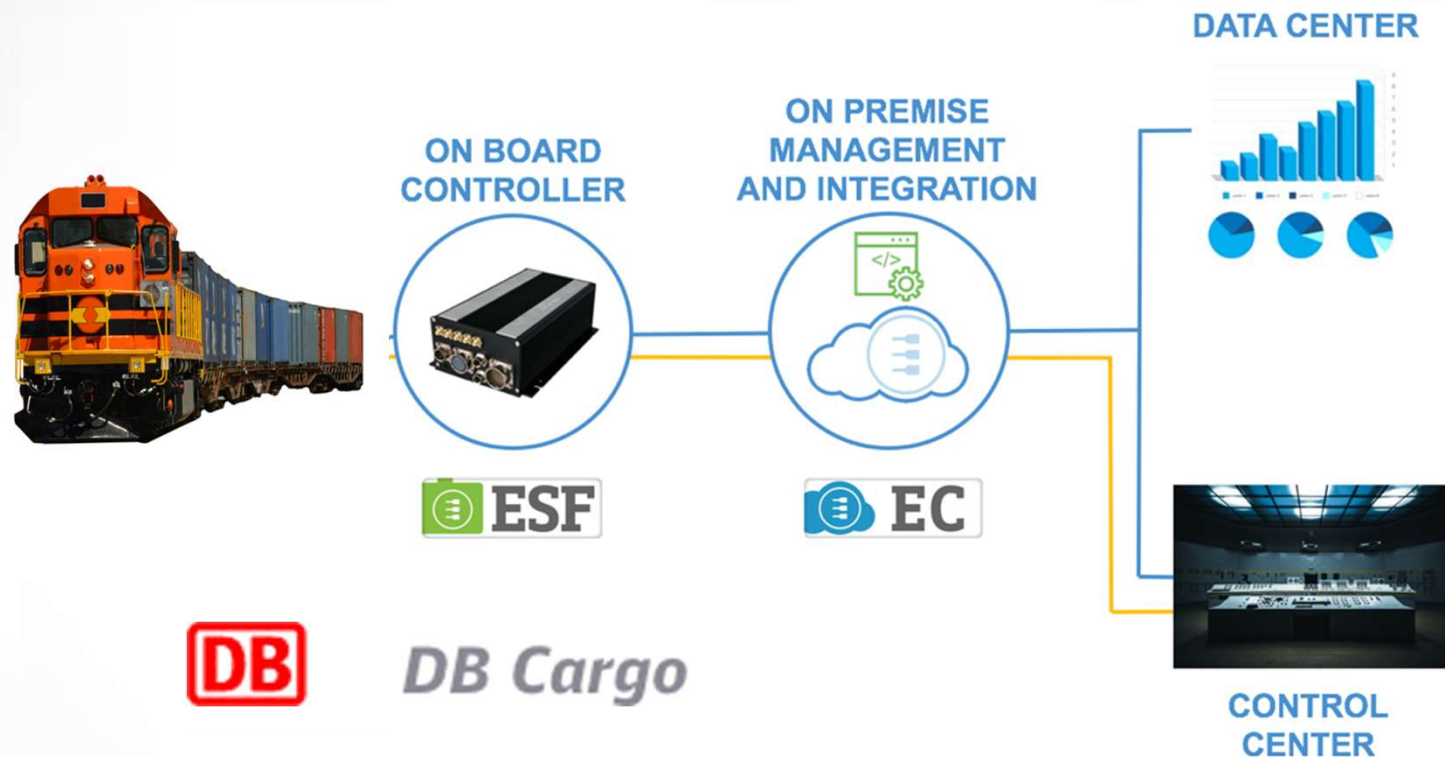 DATA CENTER
ON PREMISE
MANAGEMENT
AND INTEGRATION
ON BOARD
CONTROLLER
</>
ESF
EC
DB
DB Cargo
CONTROL
CENTER